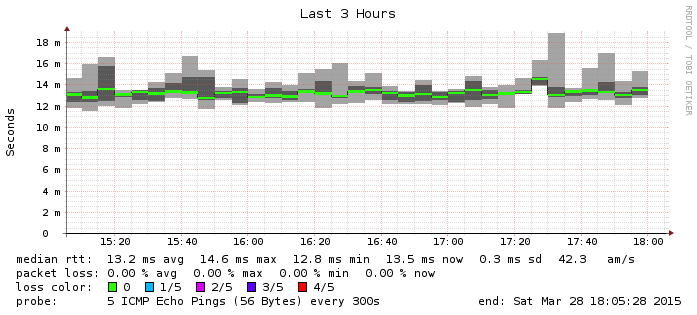 Last 3 Hours
RRDTOOL / TOBI OETIKER
Seconds
18 m
16 m
14 m
12 m
10 m
8 m
6 m
4 m
2 m
0
15:20 15:40 16:00 16:20 16:40 17:00 17:20 17:40 18:00
median rtt: 13.2 ms avg 14.6 ms max 12.8 ms min 13.5 ms now 0.3 ms sd 42.3 am/s
packet loss: 0.00 % avg 0.00 % max 0.00 % min 0.00 % now
loss color: 0 1/5 2/5 3/5 4/5
probe: 5 ICMP Echo Pings (56 Bytes) every 300s end: Sat Mar 28 18:05:28 2015